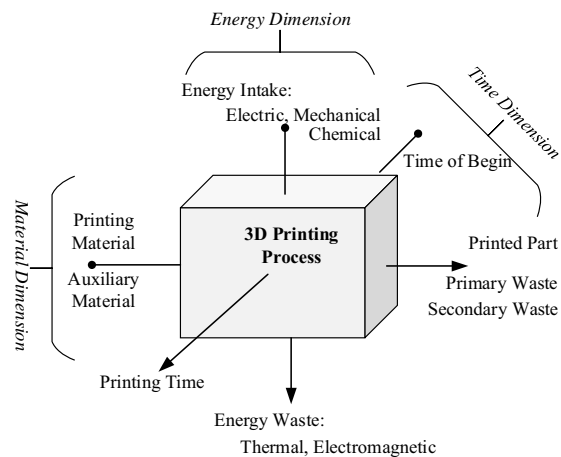 Energy Dimension
Energy Intake:
Electric, Mechanical
Chemical
Time Dimension
Time of Begin
Material Dimension
Printing
Material
Auxiliary
Material
3D Printing
Process
Printed Part
Primary Waste
Secondary Waste
Printing Time
Energy Waste:
Thermal, Electromagnetic